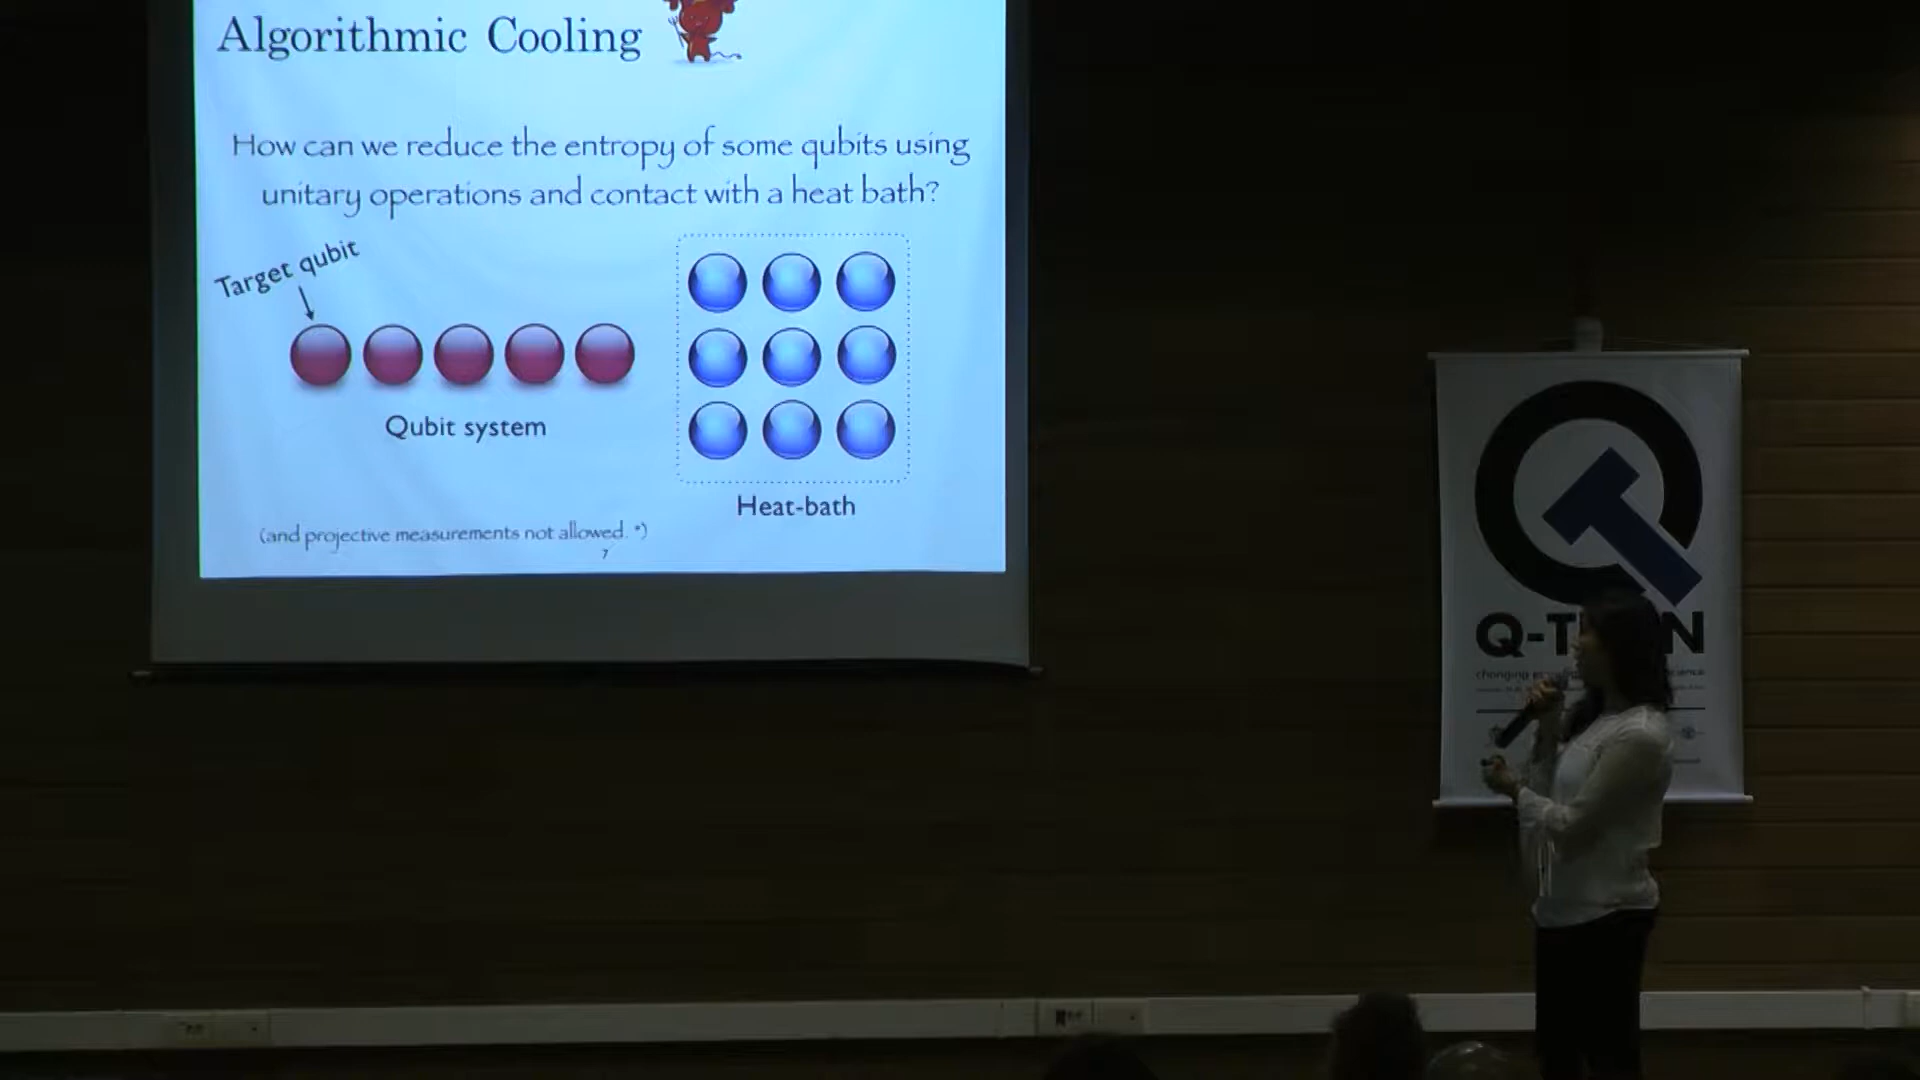 Algorithmic Cooling
How can we reduce the entropy of some qubits using
unitary operations and contact with a heat bath?
Target qubit
Qubit system
Heat-bath
(and projective measurements not allowed. *)
7
Q-T N
changing